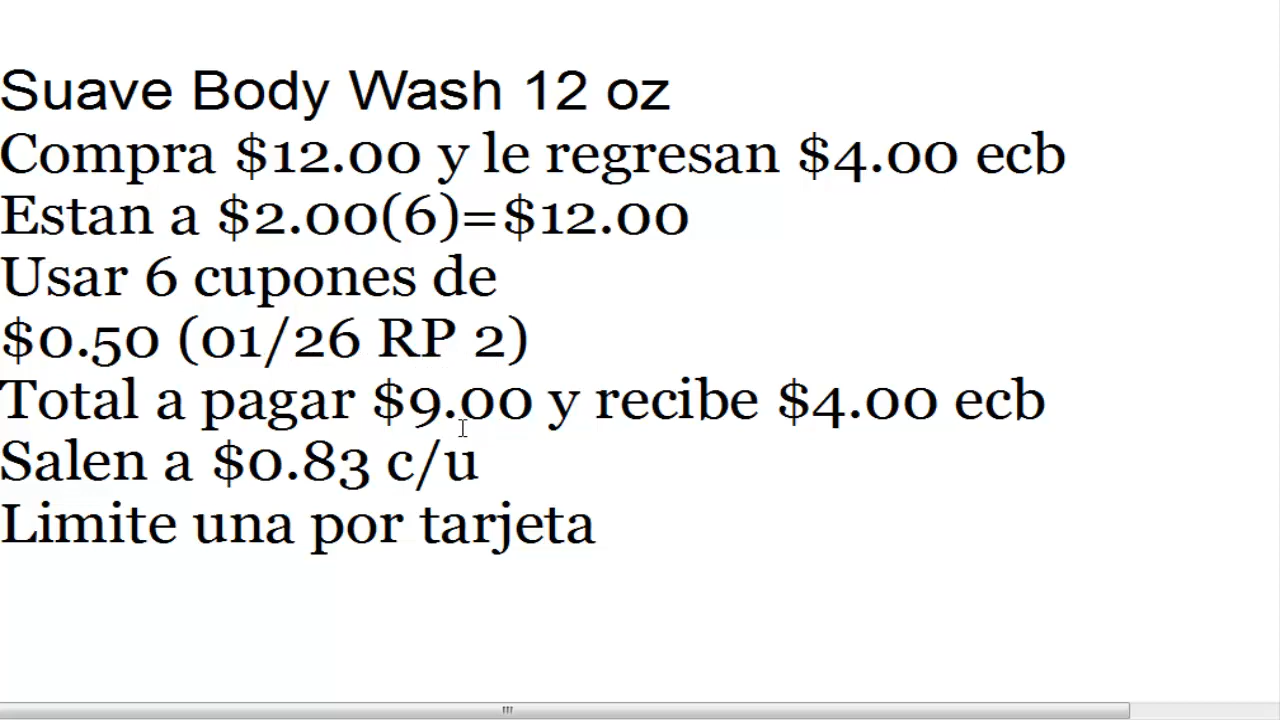 Suave Body Wash 12 oz
Compra $12.00 y le regresan $4.00 ecb
Estan a $2.00(6)=$12.00
Usar 6 cupones de
$0.50 (01/26 RP 2)
Total a pagar $9.00 y recibe $4.00 ecb
Salen a $0.83 c/u
Limite una por tarjeta